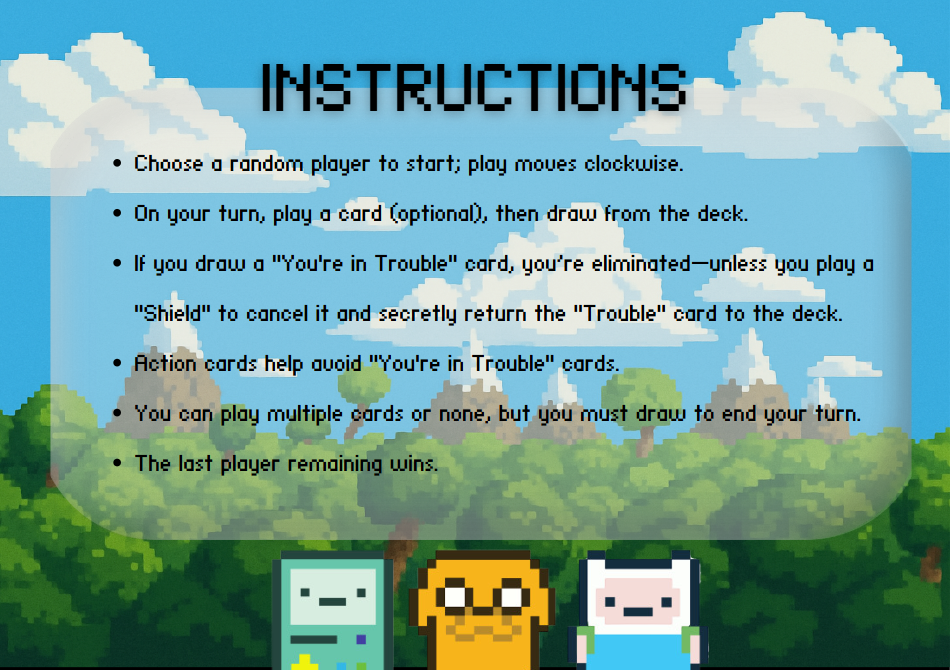 INSTRUCTIONS
• Choose a random player to start; play moves clockwise.
• On your turn, play a card (optional), then draw from the deck.
• If you draw a "You're in Trouble" card, you're eliminated—unless you play a
"Shield" to cancel it and secretly return the "Trouble" card to the deck.
• Action cards help avoid "You're in Trouble" cards.
• You can play multiple cards or none, but you must draw to end your turn.
• The last player remaining wins.